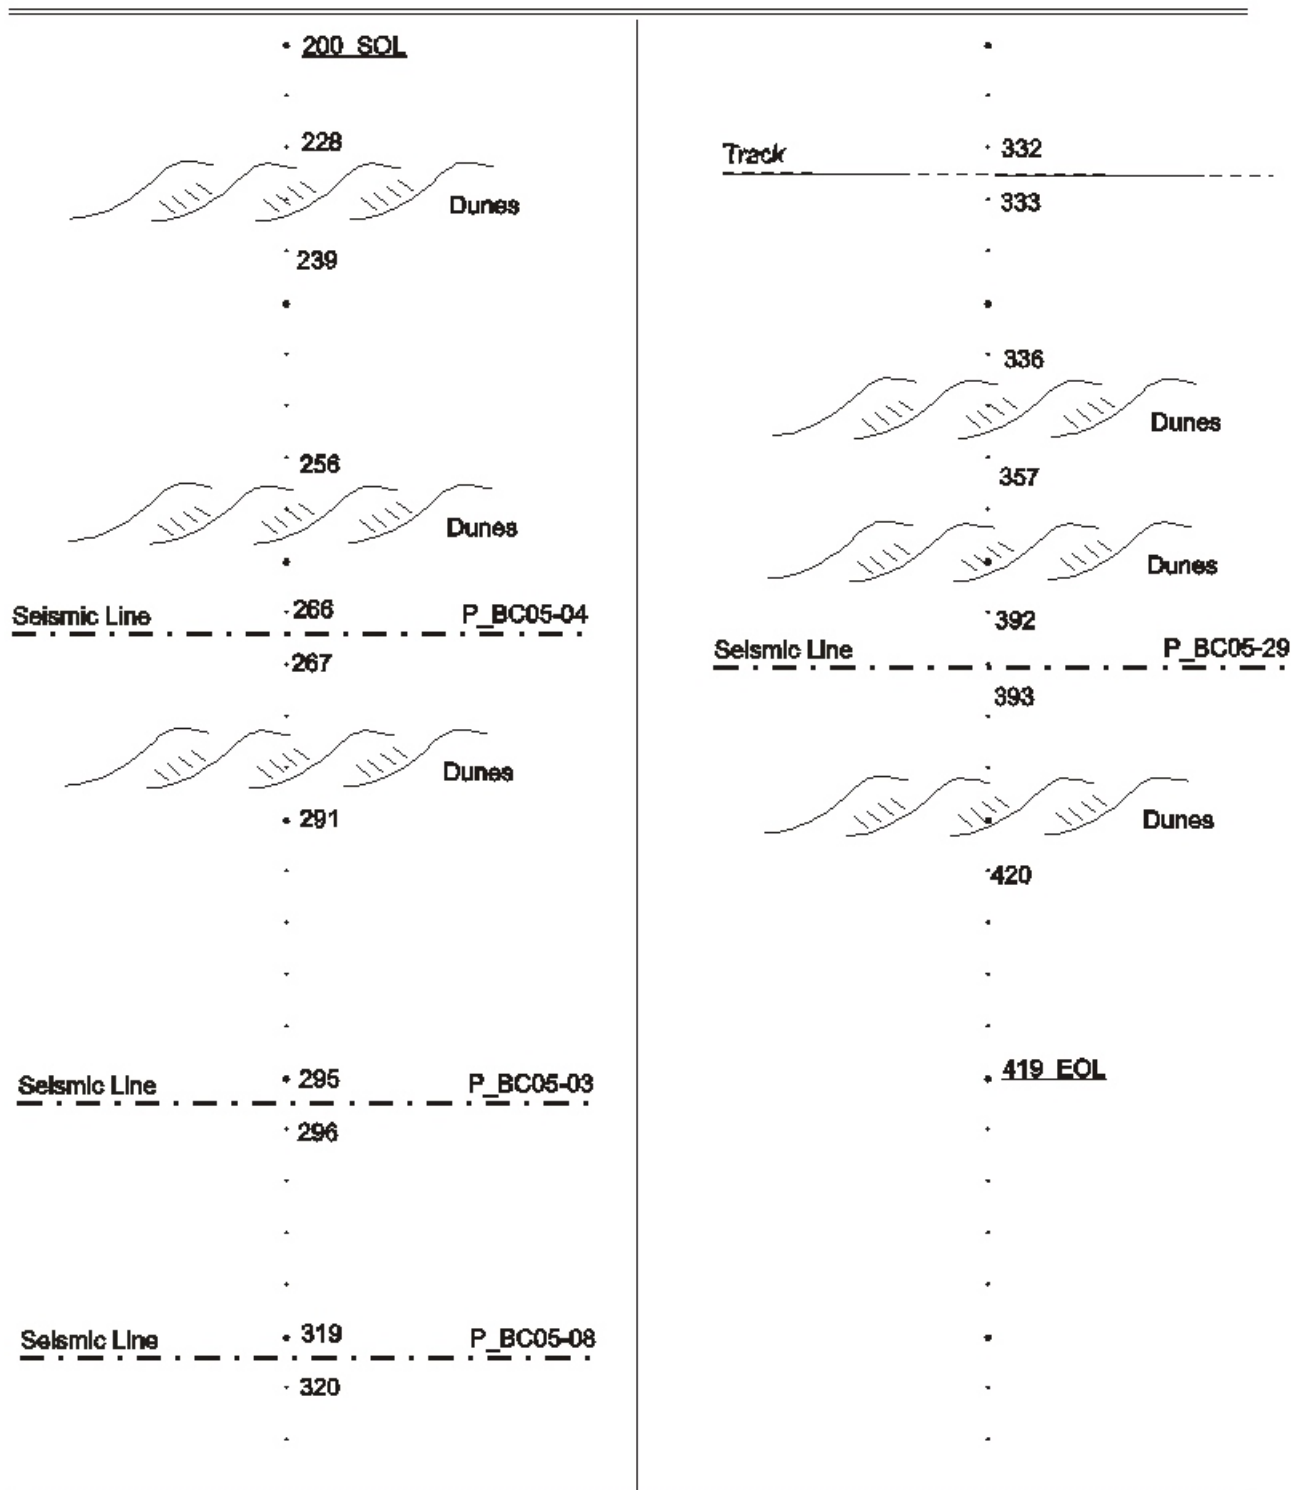 200 SOL
228
Dunes
239
256
Dunes
Seismic Line 266 P_BC05-04
267
Dunes
291
Seismic Line 295 P_BC05-03
296
Seismic Line 319 P_BC05-08
320
332
Track
333
336
Dunes
357
Dunes
392
Seismic Line P_BC05-29
393
Dunes
420
419 EOL